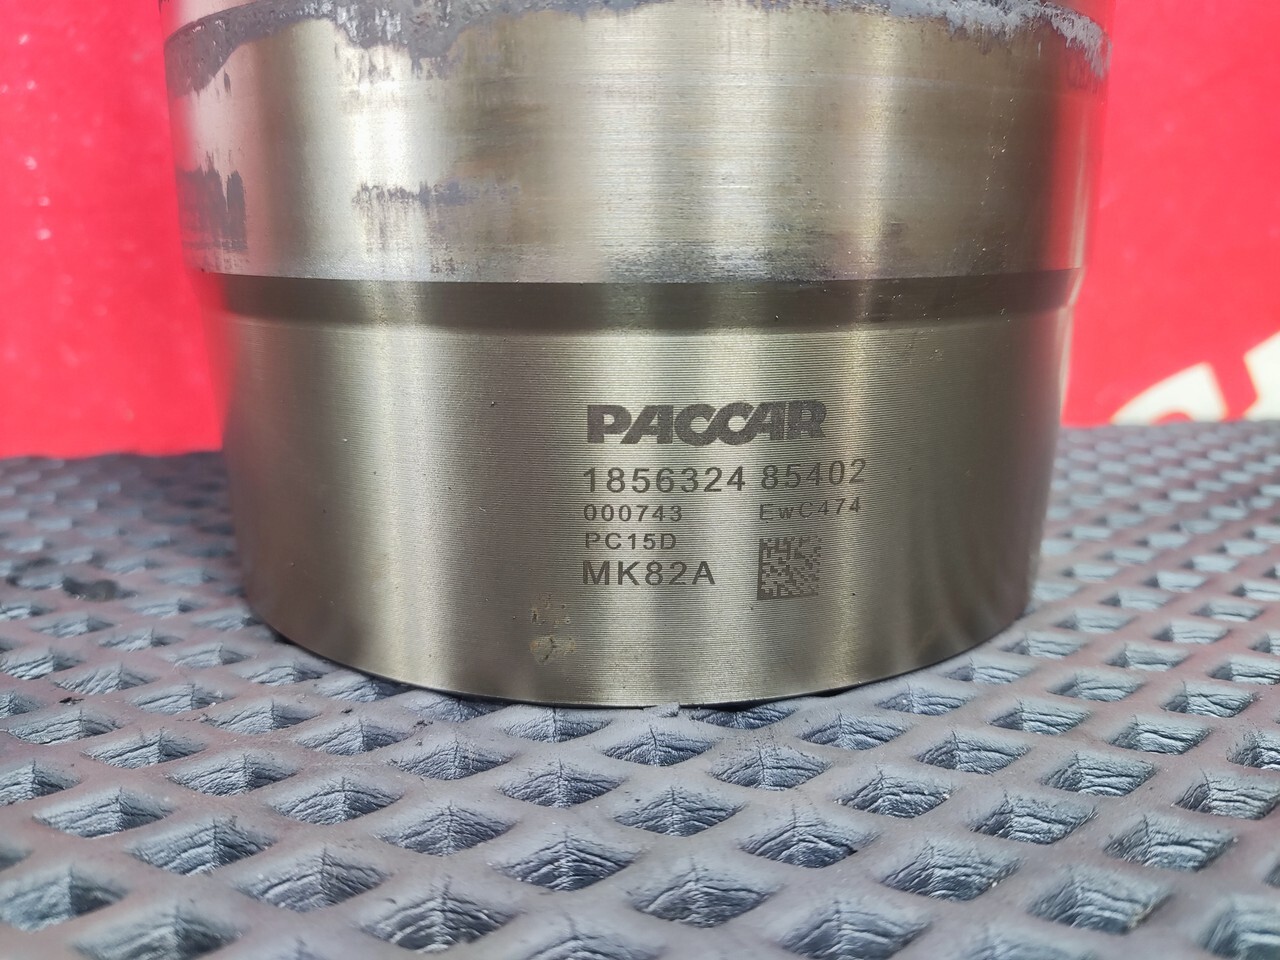 PACCAR
1856324 85402
000743 EwC474
PC15D
MK82A